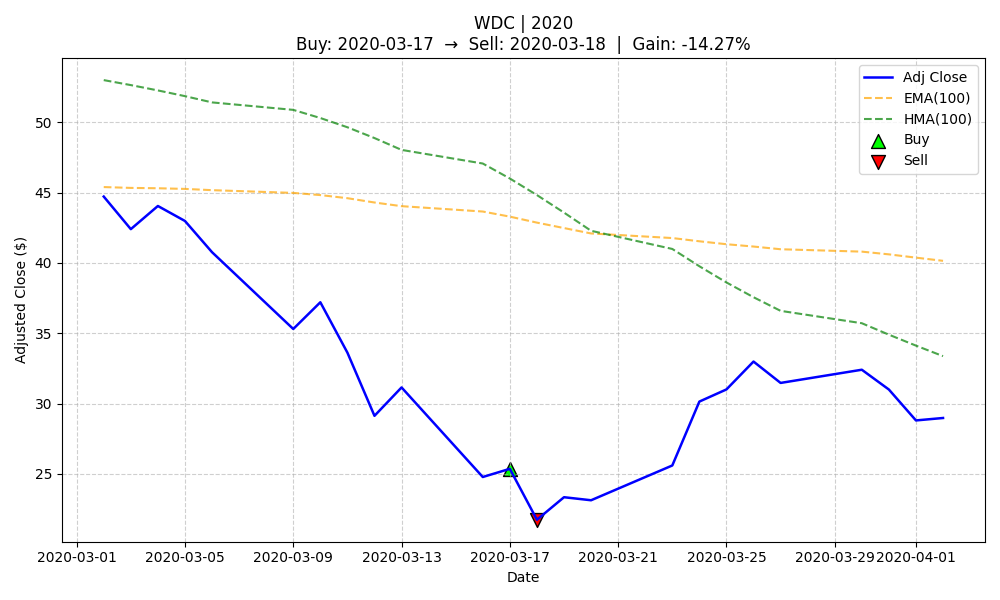 WDC | 2020
Buy: 2020-03-17 → Sell: 2020-03-18 | Gain: -14.27%
Adj Close
EMA(100)
HMA(100)
Buy
Sell
Adjusted Close ($)
50
45
40
35
30
25
2020-03-01 2020-03-05 2020-03-09 2020-03-13 2020-03-17 2020-03-21 2020-03-25 2020-03-29 2020-04-01
Date